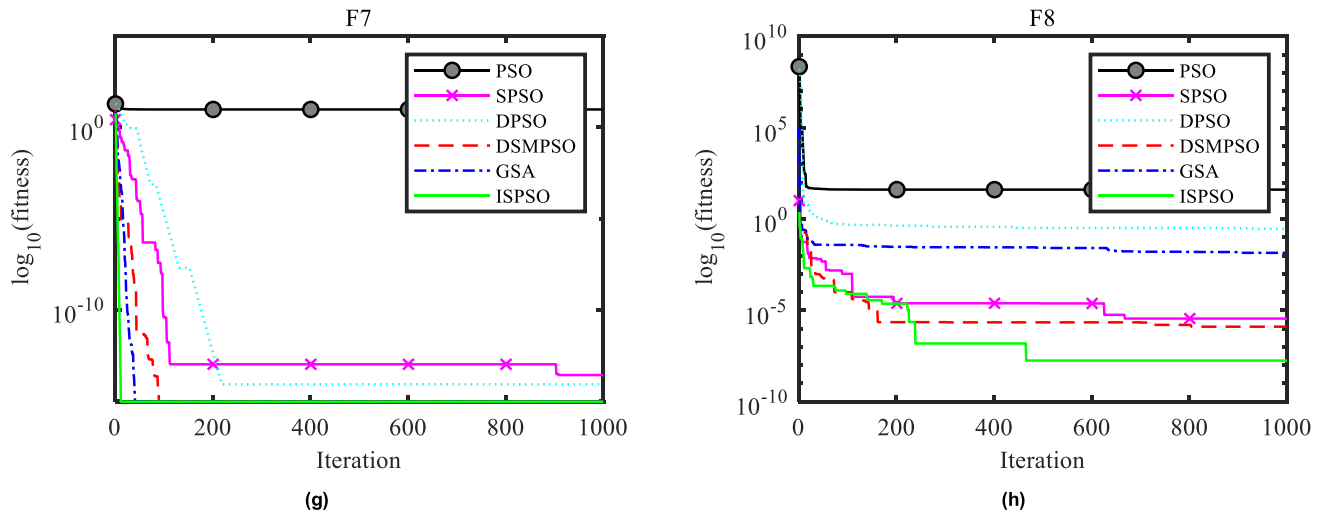 F7
log10(fitness)
10^0
10^-10
0 200 400 600 800 1000
Iteration
PSO
SPSO
DPSO
DSMPSO
GSA
ISPSO
(g)
F8
log10(fitness)
10^10
10^5
10^0
10^-5
10^-10
0 200 400 600 800 1000
Iteration
PSO
SPSO
DPSO
DSMPSO
GSA
ISPSO
(h)